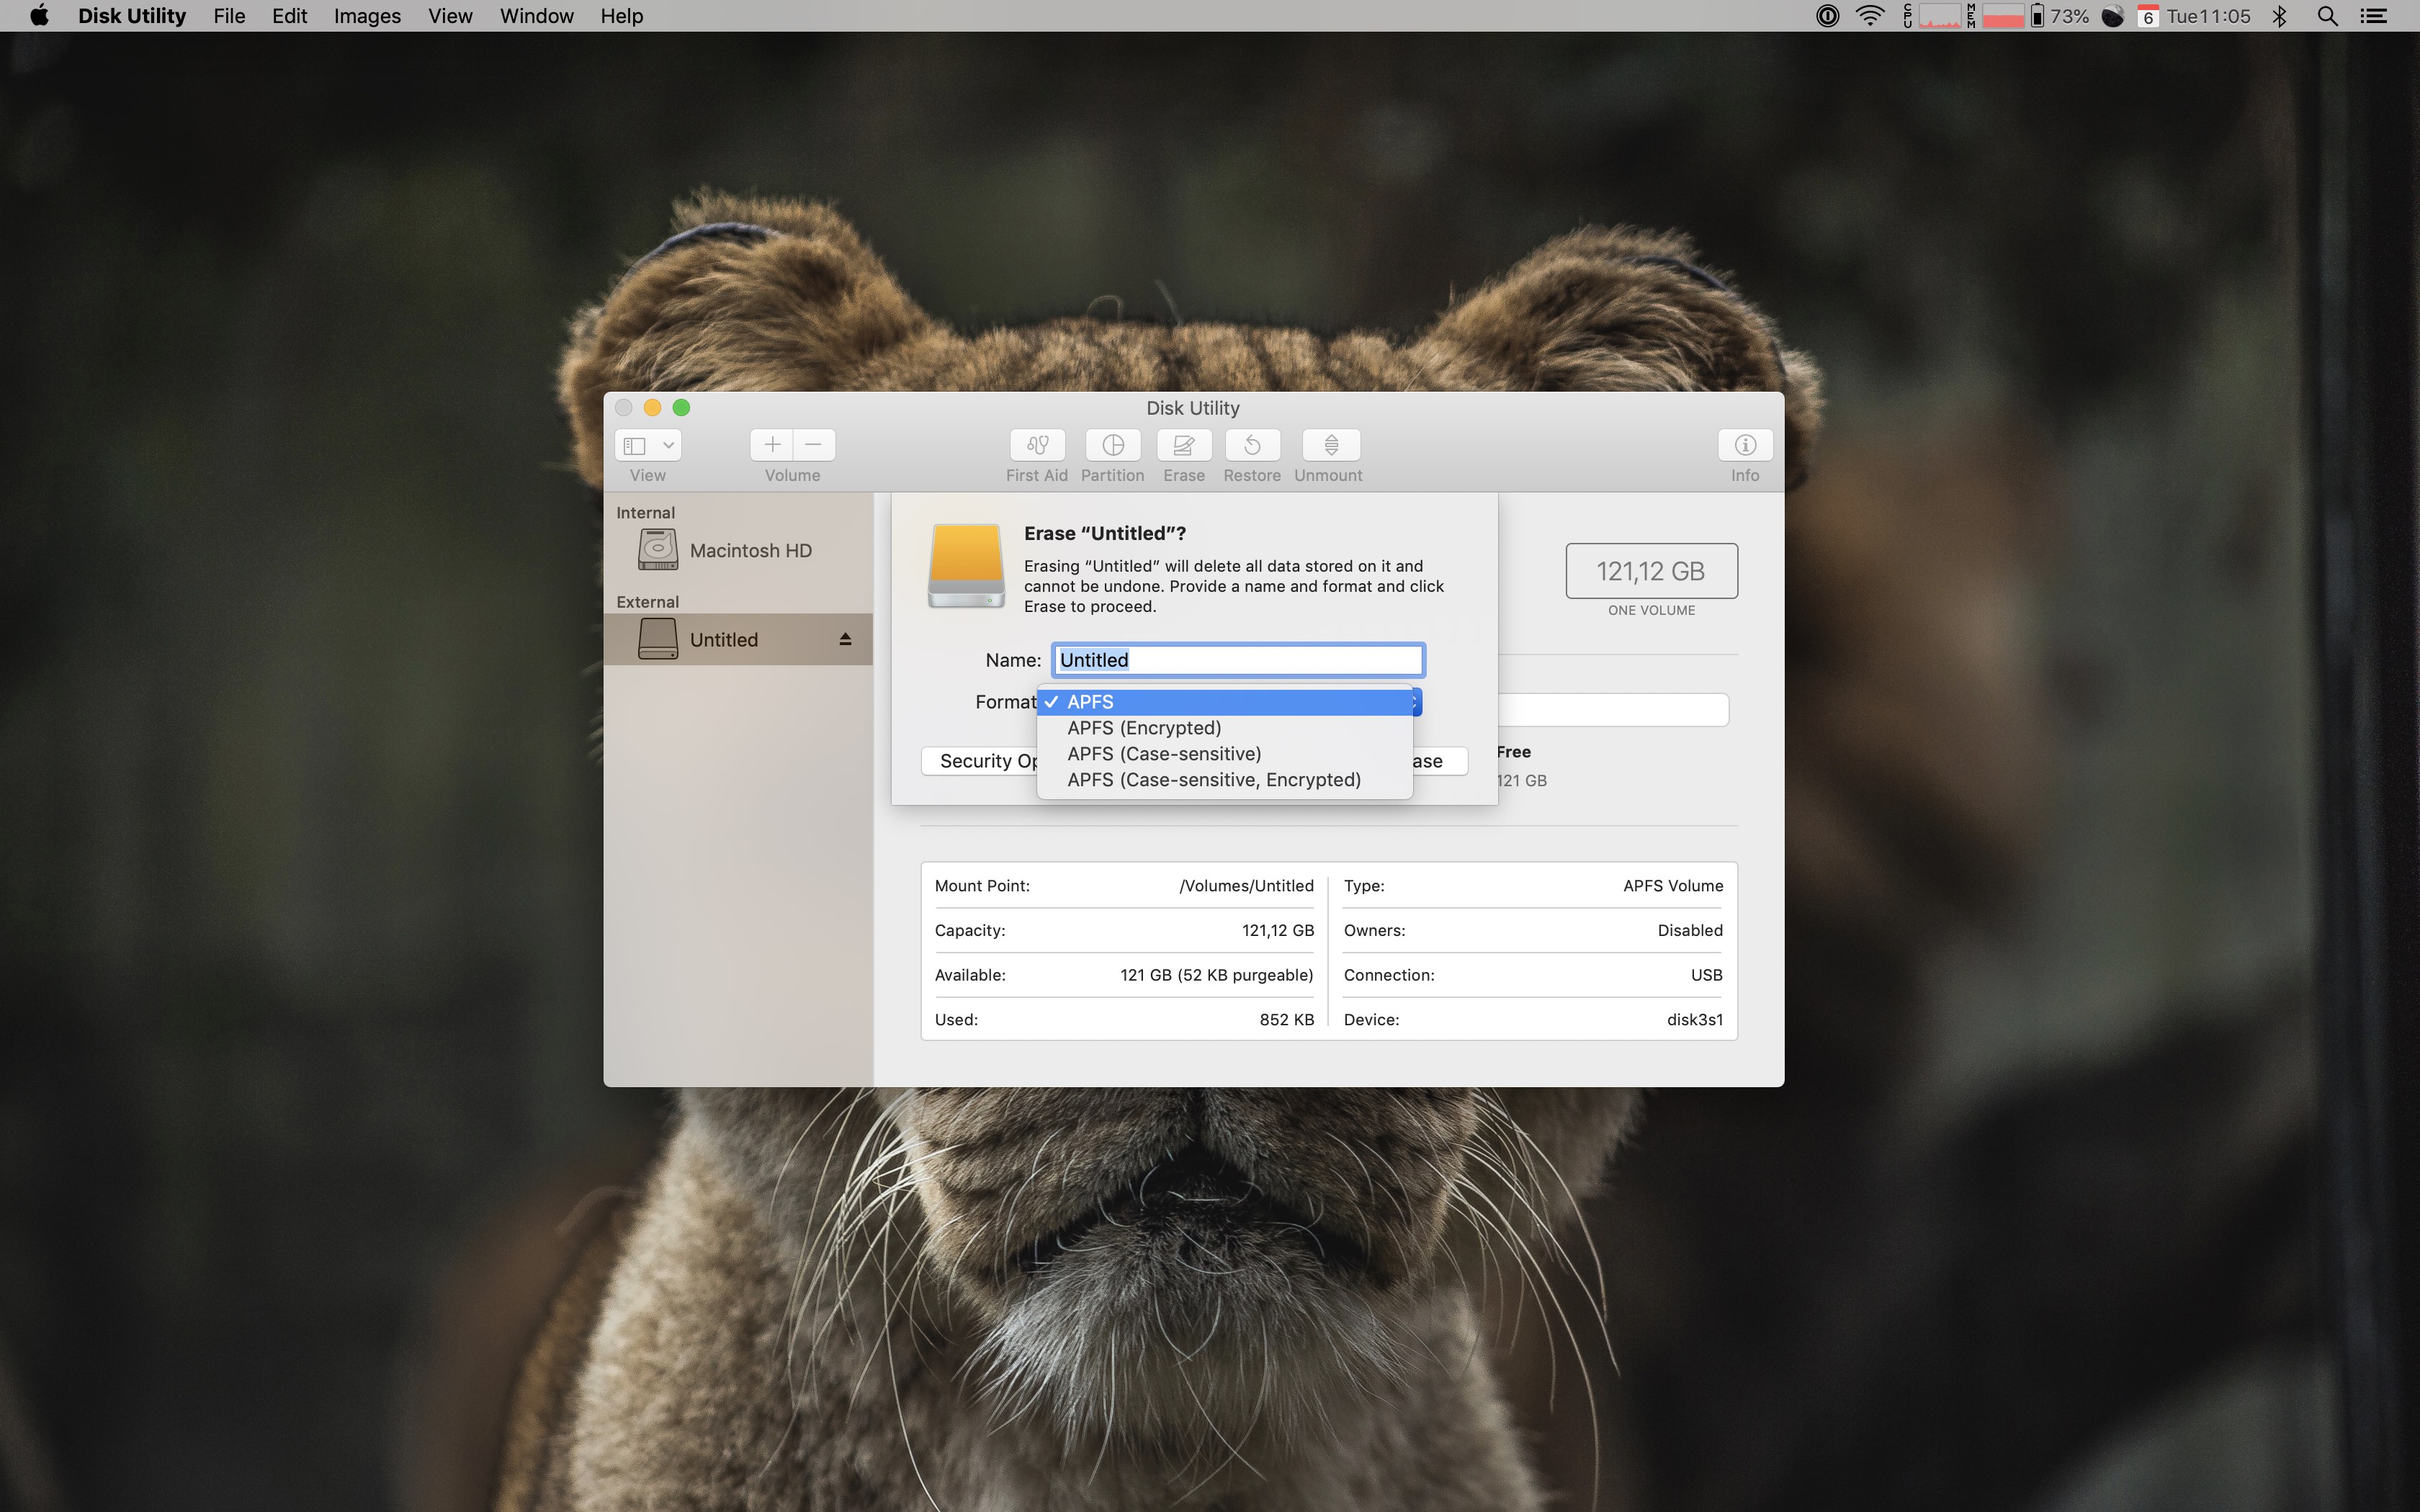 Disk Utility File Edit Images View Window Help
CPU MEM 73% 6 Tue 11:05
Disk Utility
View Volume First Aid Partition Erase Restore Unmount Info
Internal
Macintosh HD
External
Untitled
Erase “Untitled”?
Erasing “Untitled” will delete all data stored on it and
cannot be undone. Provide a name and format and click
Erase to proceed.
Name: Untitled
Format
APFS
APFS (Encrypted)
APFS (Case-sensitive)
APFS (Case-sensitive, Encrypted)
Security Op
ase
121,12 GB
ONE VOLUME
Free
121 GB
Mount Point: /Volumes/Untitled
Capacity: 121,12 GB
Available: 121 GB (52 KB purgeable)
Used: 852 KB
Type: APFS Volume
Owners: Disabled
Connection: USB
Device: disk3s1